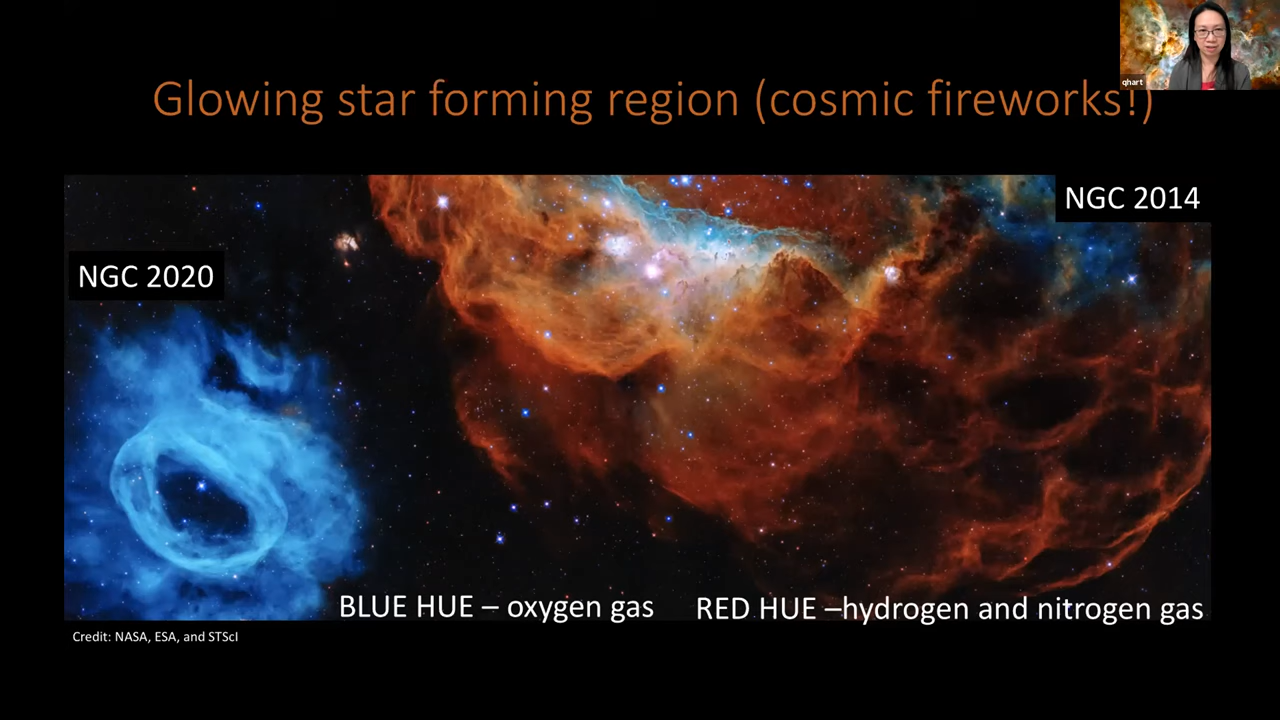 qhart
Glowing star forming region (cosmic fireworks!)
NGC 2014
NGC 2020
BLUE HUE – oxygen gas
RED HUE –hydrogen and nitrogen gas
Credit: NASA, ESA, and STScI